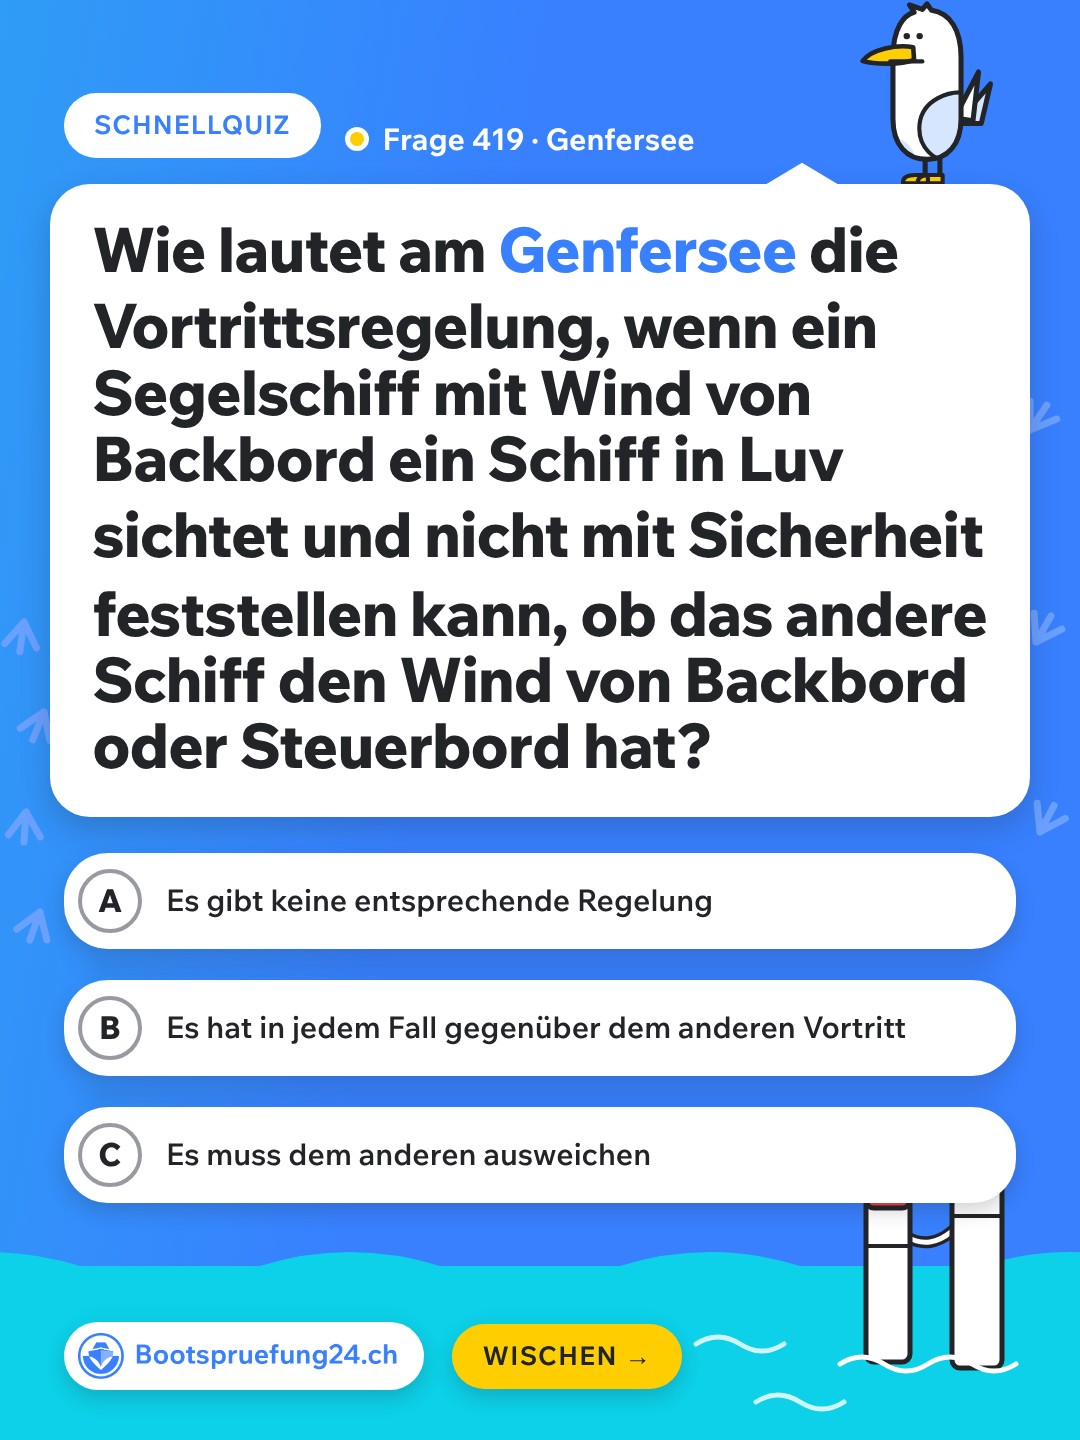 SCHNELLQUIZ
Frage 419 · Genfersee
Wie lautet am Genfersee die
Vortrittsregelung, wenn ein
Segelschiff mit Wind von
Backbord ein Schiff in Luv
sichtet und nicht mit Sicherheit
feststellen kann, ob das andere
Schiff den Wind von Backbord
oder Steuerbord hat?
A Es gibt keine entsprechende Regelung
B Es hat in jedem Fall gegenüber dem anderen Vortritt
C Es muss dem anderen ausweichen
Bootspruefung24.ch
WISCHEN →